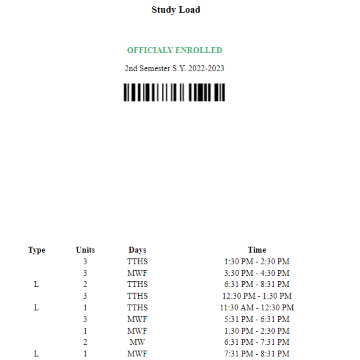 Study Load
OFFICIALY ENROLLED
2nd Semester S.Y. 2022-2023
Type Units Days Time
3 TTHS 1:30 PM - 2:30 PM
3 MWF 3:30 PM - 4:30 PM
L 2 TTHS 6:31 PM - 8:31 PM
3 TTHS 12:30 PM - 1:30 PM
L 1 TTHS 11:30 AM - 12:30 PM
3 MWF 5:31 PM - 6:31 PM
1 MWF 1:30 PM - 2:30 PM
2 MW 6:31 PM - 7:31 PM
L 1 MWF 7:31 PM - 8:31 PM